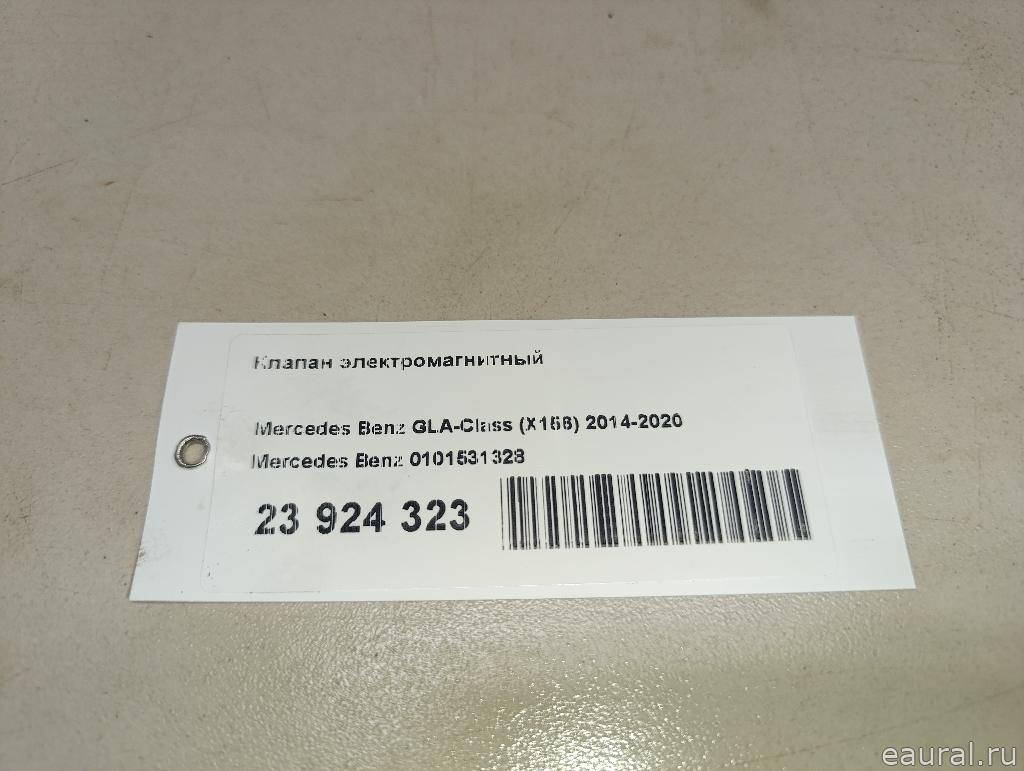 Клапан электромагнитный
Mercedes Benz GLA-Class (X156) 2014-2020
Mercedes Benz 0101531328
23 924 323
eaural.ru